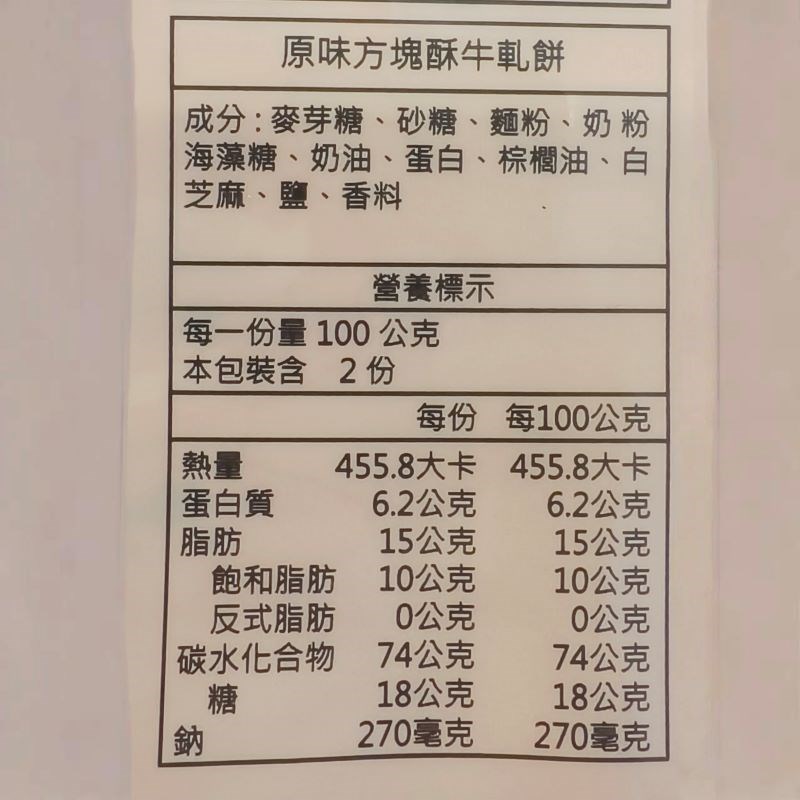 原味方塊酥牛軋餅
成分：麥芽糖、砂糖、麵粉、奶粉
海藻糖、奶油、蛋白、棕櫚油、白
芝麻、鹽、香料
營養標示
每一份量 100 公克
本包裝含 2 份
每份 每100公克
熱量 455.8大卡 455.8大卡
蛋白質 6.2公克 6.2公克
脂肪 15公克 15公克
飽和脂肪 10公克 10公克
反式脂肪 0公克 0公克
碳水化合物 74公克 74公克
糖 18公克 18公克
鈉 270毫克 270毫克